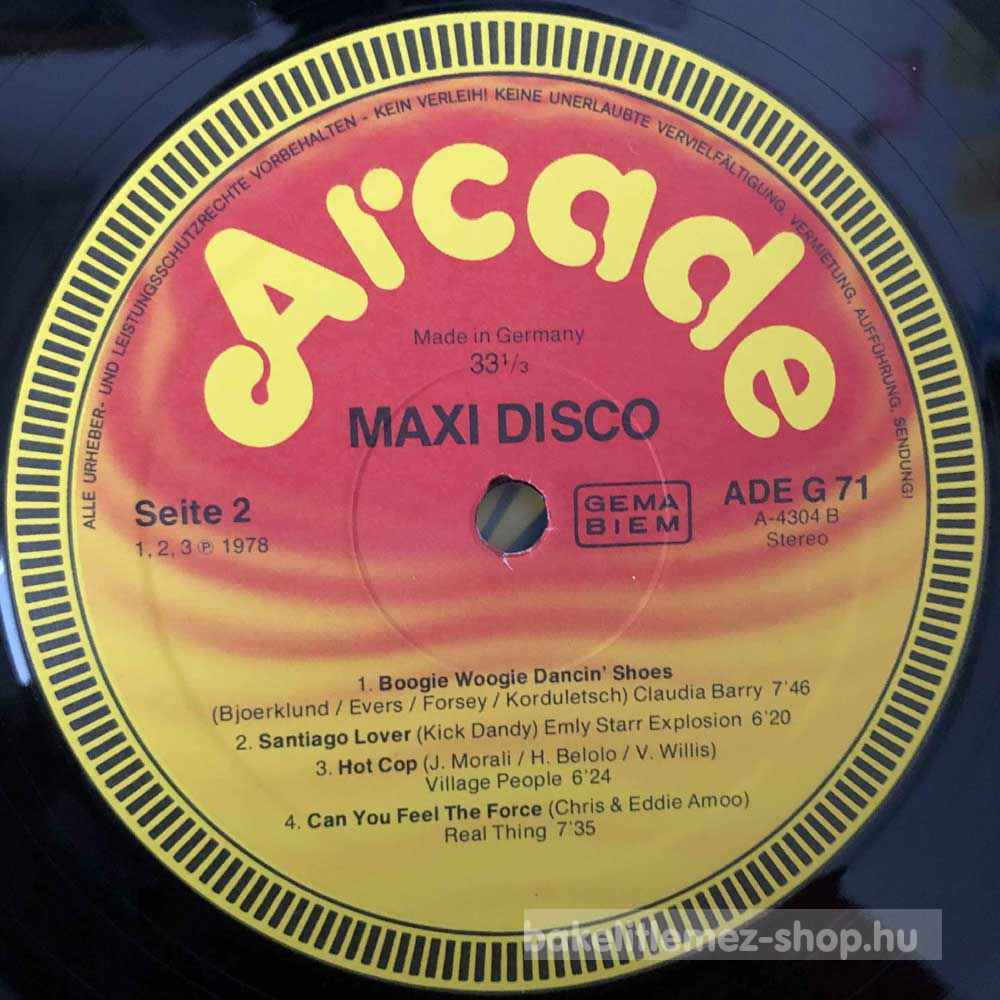 ALLE URHEBER- UND LEISTUNGSSCHUTZRECHTE VORBEHALTEN - KEIN VERLEIH! KEINE UNERLAUBTE VERVIELFÄLTIGUNG, VERMIETUNG, AUFFÜHRUNG, SENDUNG!
Arcade
Made in Germany
33 1/3
MAXI DISCO
Seite 2
1, 2, 3 ℗ 1978
GEMA
BIEM
ADE G 71
A-4304 B
Stereo
1. Boogie Woogie Dancin' Shoes
(Bjoerklund / Evers / Forsey / Korduletsch) Claudia Barry 7'46
2. Santiago Lover (Kick Dandy) Emly Starr Explosion 6'20
3. Hot Cop (J. Morali / H. Belolo / V. Willis)
Village People 6'24
4. Can You Feel The Force (Chris & Eddie Amoo)
Real Thing 7'35
bakelitlemez-shop.hu